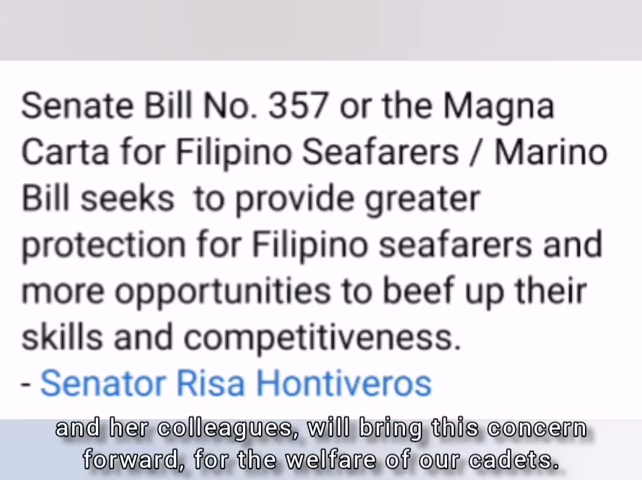 Senate Bill No. 357 or the Magna
Carta for Filipino Seafarers / Marino
Bill seeks to provide greater
protection for Filipino seafarers and
more opportunities to beef up their
skills and competitiveness.
- Senator Risa Hontiveros
and her colleagues, will bring this concern
forward, for the welfare of our cadets.